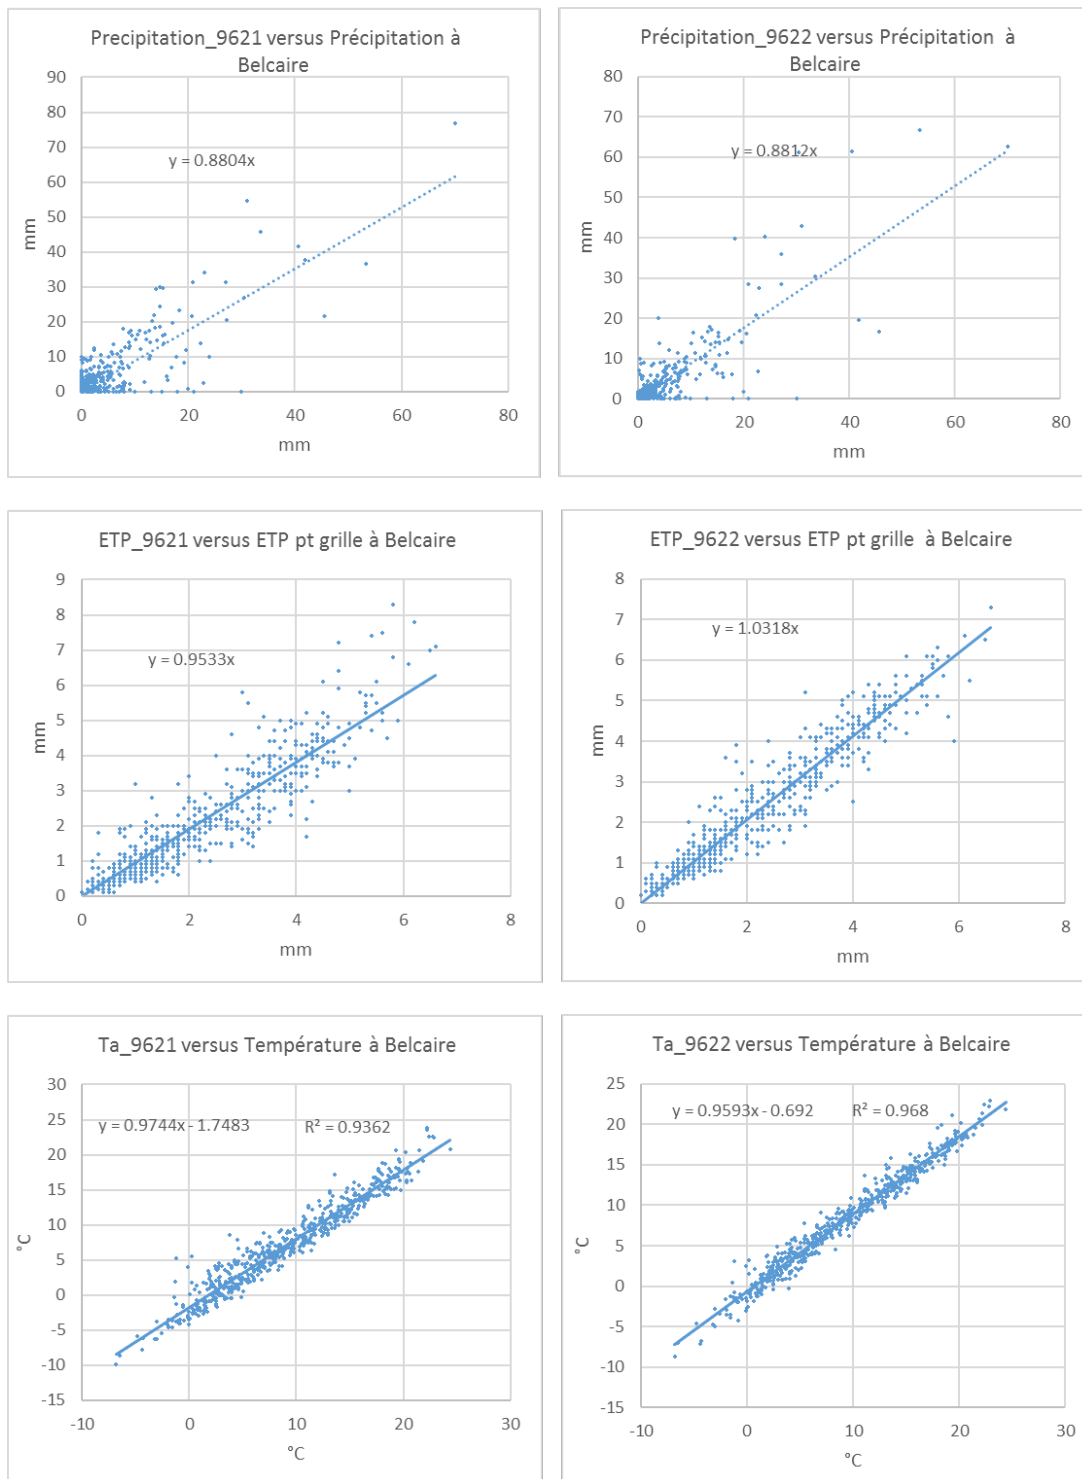 Precipitation_9621 versus Précipitation à
Belcaire
90
80
70
60
50
40
30
20
10
0
mm
y = 0.8804x
0 20 40 60 80
mm
Précipitation_9622 versus Précipitation à
Belcaire
80
70
60
50
40
30
20
10
0
mm
y = 0.8812x
0 20 40 60 80
mm
ETP_9621 versus ETP pt grille à Belcaire
9
8
7
6
5
4
3
2
1
0
mm
y = 0.9533x
0 2 4 6 8
mm
ETP_9622 versus ETP pt grille à Belcaire
8
7
6
5
4
3
2
1
0
mm
y = 1.0318x
0 2 4 6 8
mm
Ta_9621 versus Température à Belcaire
30
25
20
15
10
5
0
-5
-10
-15
°C
y = 0.9744x - 1.7483 R² = 0.9362
-10 0 10 20 30
°C
Ta_9622 versus Température à Belcaire
25
20
15
10
5
0
-5
-10
-15
°C
y = 0.9593x - 0.692 R² = 0.968
-10 0 10 20 30
°C